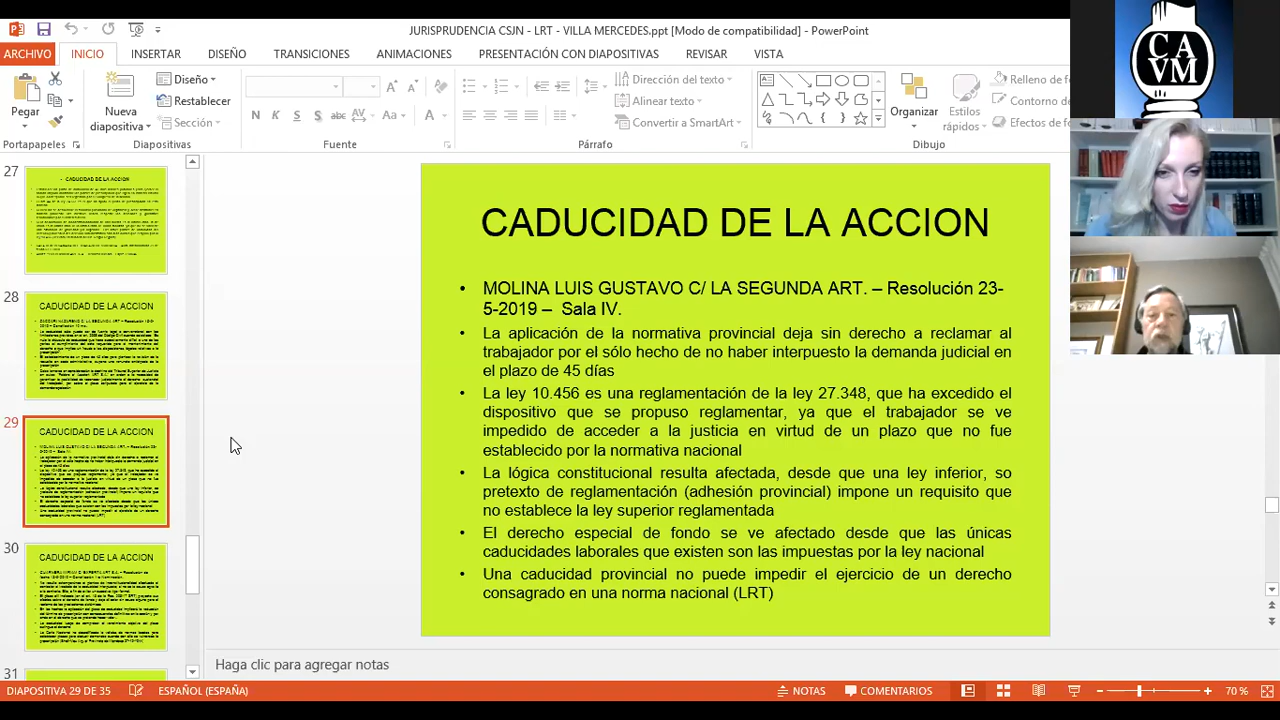 JURISPRUDENCIA CSJN - LRT - VILLA MERCEDES.ppt [Modo de compatibilidad] - PowerPoint
ARCHIVO INICIO INSERTAR DISEÑO TRANSICIONES ANIMACIONES PRESENTACIÓN CON DIAPOSITIVAS REVISAR VISTA
Pegar
Nueva diapositiva
Diseño
Restablecer
Sección
N K S S abc AV Aa A
Dirección del texto
Alinear texto
Convertir a SmartArt
Organizar
Estilos rápidos
Relleno de
Contorno de
Efectos de
Portapapeles Diapositivas Fuente Párrafo Dibujo
CAVM
27
CADUCIDAD DE LA ACCION
28
CADUCIDAD DE LA ACCION
29
CADUCIDAD DE LA ACCION
30
CADUCIDAD DE LA ACCION
31
CADUCIDAD DE LA ACCION
• MOLINA LUIS GUSTAVO C/ LA SEGUNDA ART. – Resolución 23-
5-2019 – Sala IV.
• La aplicación de la normativa provincial deja sin derecho a reclamar al
trabajador por el sólo hecho de no haber interpuesto la demanda judicial en
el plazo de 45 días
• La ley 10.456 es una reglamentación de la ley 27.348, que ha excedido el
dispositivo que se propuso reglamentar, ya que el trabajador se ve
impedido de acceder a la justicia en virtud de un plazo que no fue
establecido por la normativa nacional
• La lógica constitucional resulta afectada, desde que una ley inferior, so
pretexto de reglamentación (adhesión provincial) impone un requisito que
no establece la ley superior reglamentada
• El derecho especial de fondo se ve afectado desde que las únicas
caducidades laborales que existen son las impuestas por la ley nacional
• Una caducidad provincial no puede impedir el ejercicio de un derecho
consagrado en una norma nacional (LRT)
Haga clic para agregar notas
DIAPOSITIVA 29 DE 35 ESPAÑOL (ESPAÑA) NOTAS COMENTARIOS 70 %